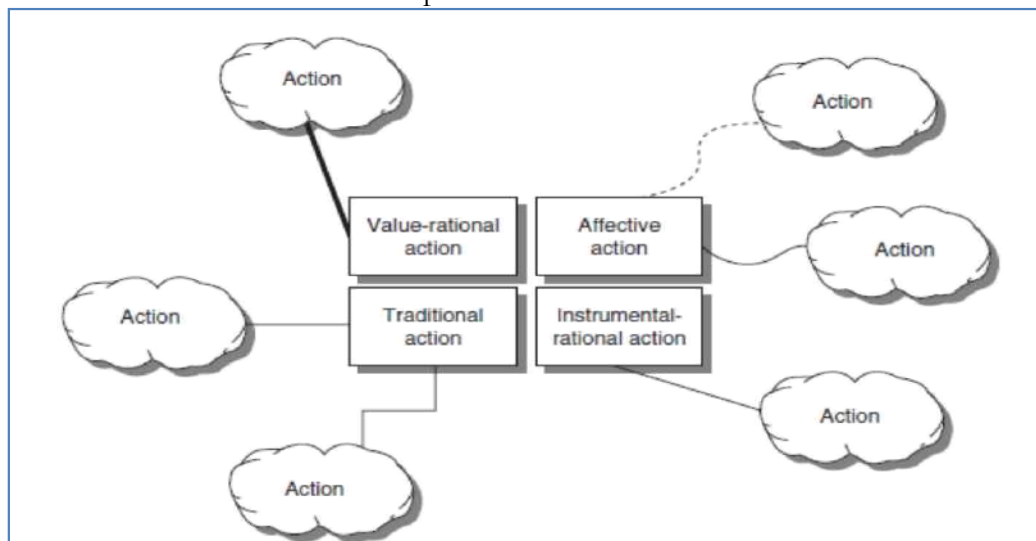 Action
Action
Value-rational
action
Affective
action
Action
Action
Traditional
action
Instrumental-
rational action
Action
Action